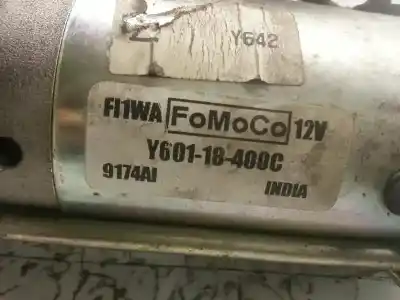 Y642
FI1WA FoMoCo 12V
Y601-18-400C
9174AI
INDIA